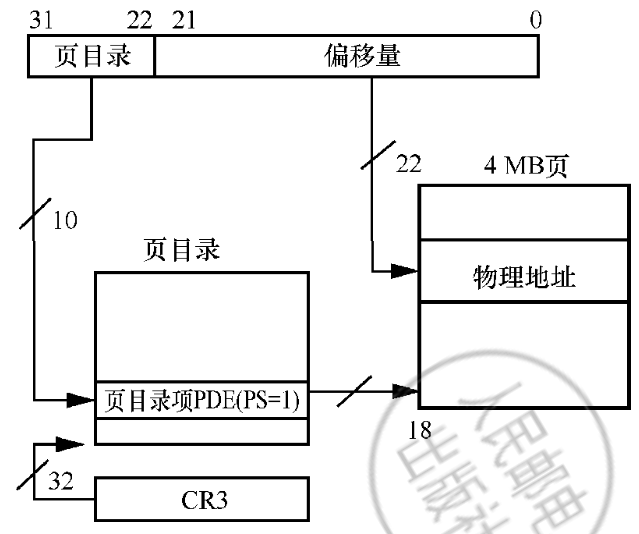 31 22 21 0
页目录 偏移量
22
4 MB页
10
页目录
物理地址
页目录项PDE(PS=1)
18
32
CR3
人民邮电
出版社